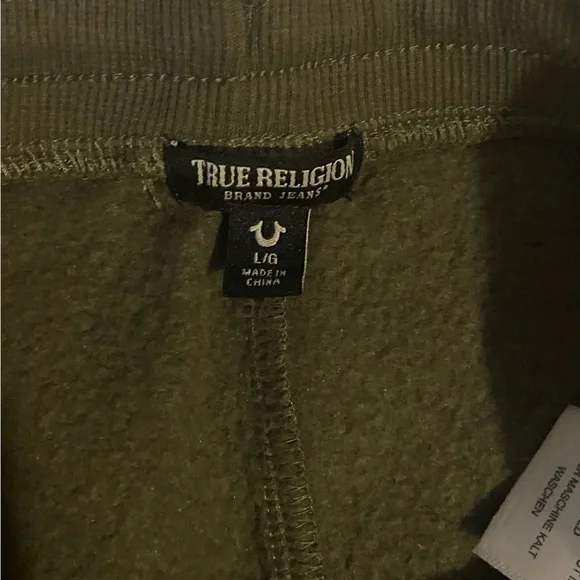 TRUE RELIGION
BRAND JEANS®
L/G
MADE IN
CHINA
MASCHINE KALT
WASCHEN